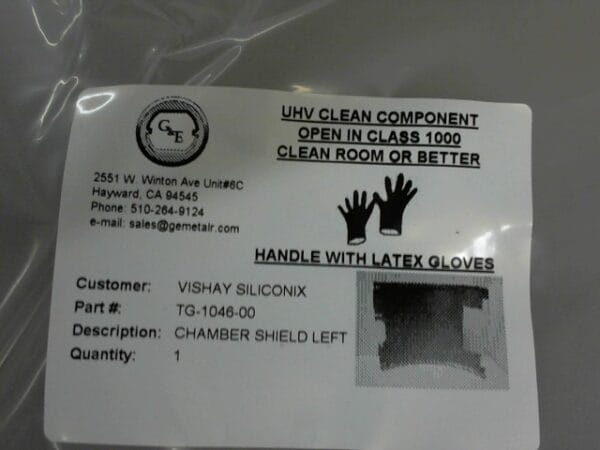 G&E
2551 W. Winton Ave Unit#6C
Hayward, CA 94545
Phone: 510-264-9124
e-mail: sales@gemetalr.com
UHV CLEAN COMPONENT
OPEN IN CLASS 1000
CLEAN ROOM OR BETTER
HANDLE WITH LATEX GLOVES
Customer: VISHAY SILICONIX
Part #: TG-1046-00
Description: CHAMBER SHIELD LEFT
Quantity: 1